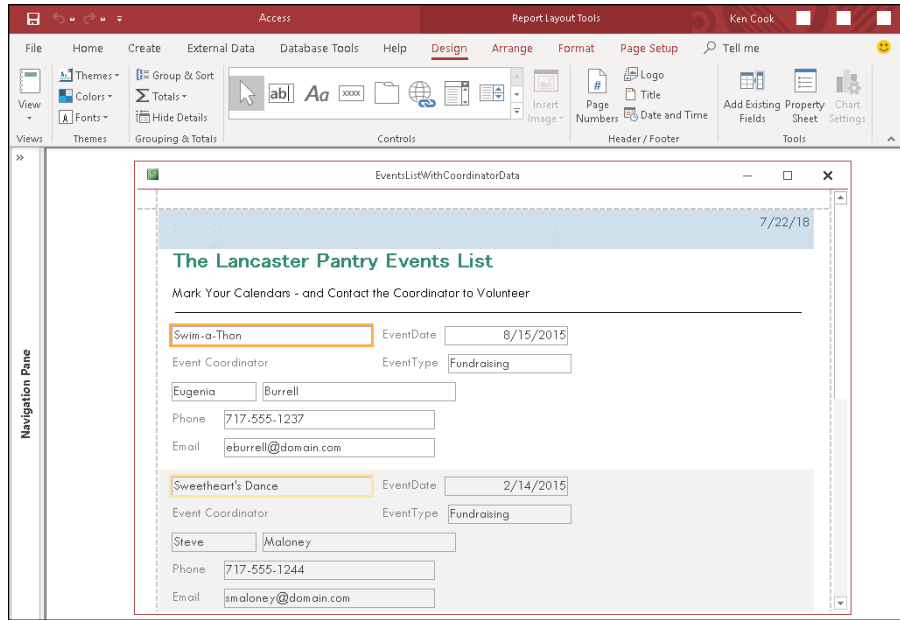 Access Report Layout Tools Ken Cook
File Home Create External Data Database Tools Help Design Arrange Format Page Setup Tell me
View
Views
Aa Themes
Colors
A Fonts
Themes
Group & Sort
Σ Totals
Hide Details
Grouping & Totals
ab Aa xxxx
Insert
Image
Controls
#
Page
Numbers
Logo
Title
Date and Time
Header / Footer
Add Existing
Fields
Property
Sheet
Chart
Settings
Tools
»
Navigation Pane
EventsListWithCoordinatorData
7/22/18
The Lancaster Pantry Events List
Mark Your Calendars - and Contact the Coordinator to Volunteer
Swim-a-Thon EventDate 8/15/2015
Event Coordinator EventType Fundraising
Eugenia Burrell
Phone 717-555-1237
Email eburrell@domain.com
Sweetheart's Dance EventDate 2/14/2015
Event Coordinator EventType Fundraising
Steve Maloney
Phone 717-555-1244
Email smaloney@domain.com